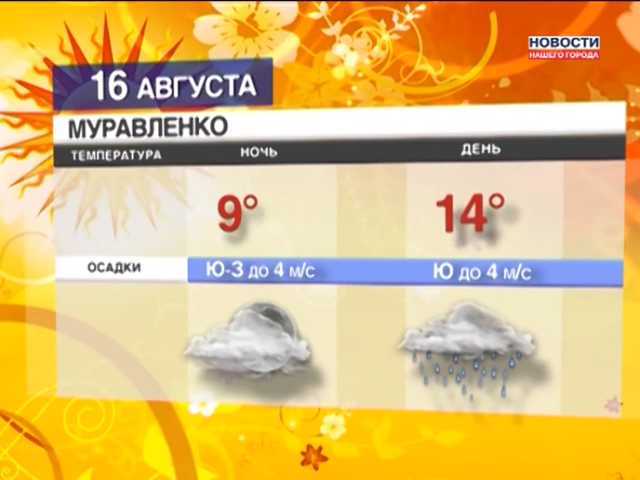 НОВОСТИ
НАШЕГО ГОРОДА
16 АВГУСТА
МУРАВЛЕНКО
ТЕМПЕРАТУРА НОЧЬ ДЕНЬ
9° 14°
ОСАДКИ Ю-З ДО 4 М/С Ю ДО 4 М/С